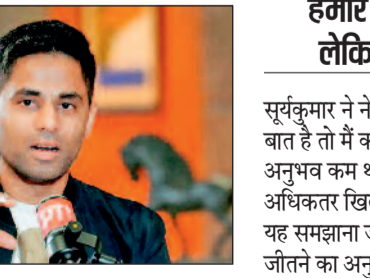 हमारे
लेकि
सूर्यकुमार ने ने
बात है तो मैं क
अनुभव कम थ
अधिकतर खिल
यह समझाना ज
जीतने का अनु
PTI